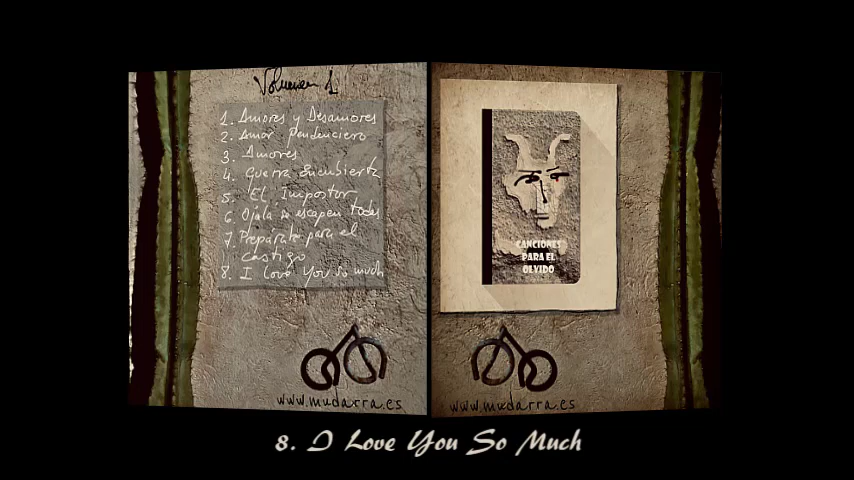 Volumen 1
1. Amores y Desamores
2. Amor pendenciero
3. Amores
4. Guerra Encubierta
5. El Impostor
6. Ojala se escapen todos
7. Prepárate para el
castigo
8. I love you so much
www.mudarra.es
CANCIONES
PARA EL
OLVIDO
www.mudarra.es
8. I Love You So Much